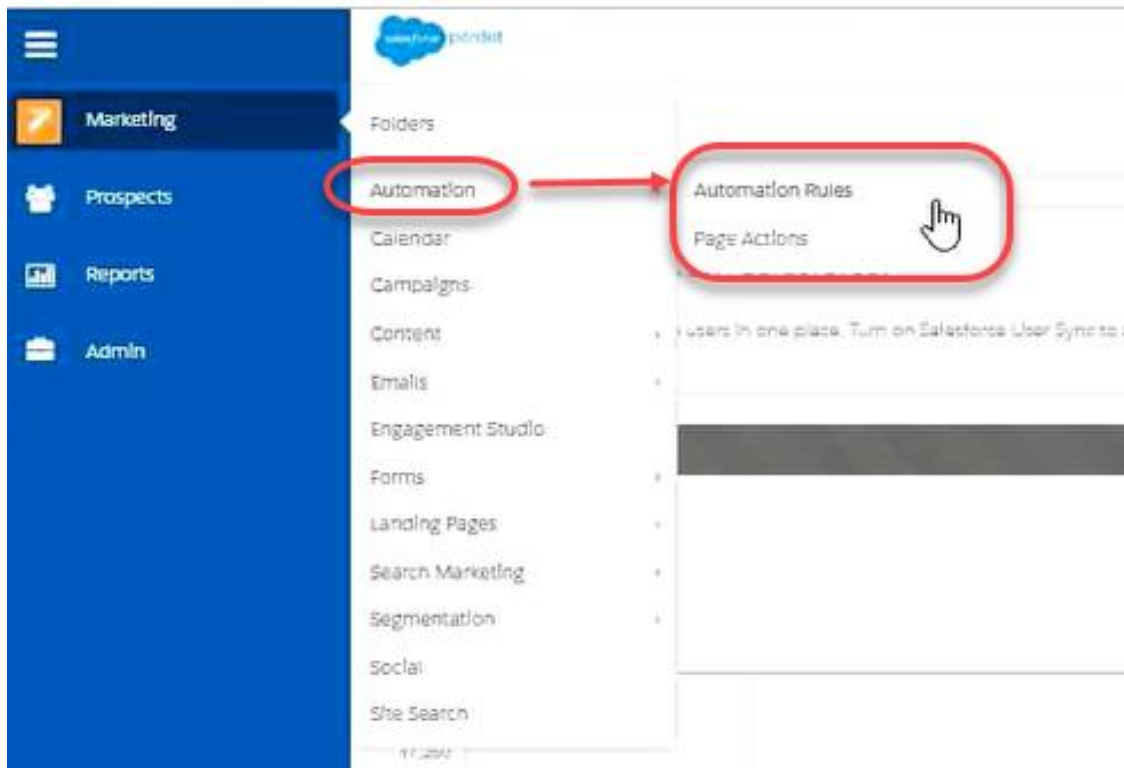 salesforce pardot
Marketing
Prospects
Reports
Admin
Folders
Automation
Calendar
Campaigns
Content
Emails
Engagement Studio
Forms
Landing Pages
Search Marketing
Segmentation
Social
Site Search
Automation Rules
Page Actions
users in one place. Turn on Salesforce User Sync to